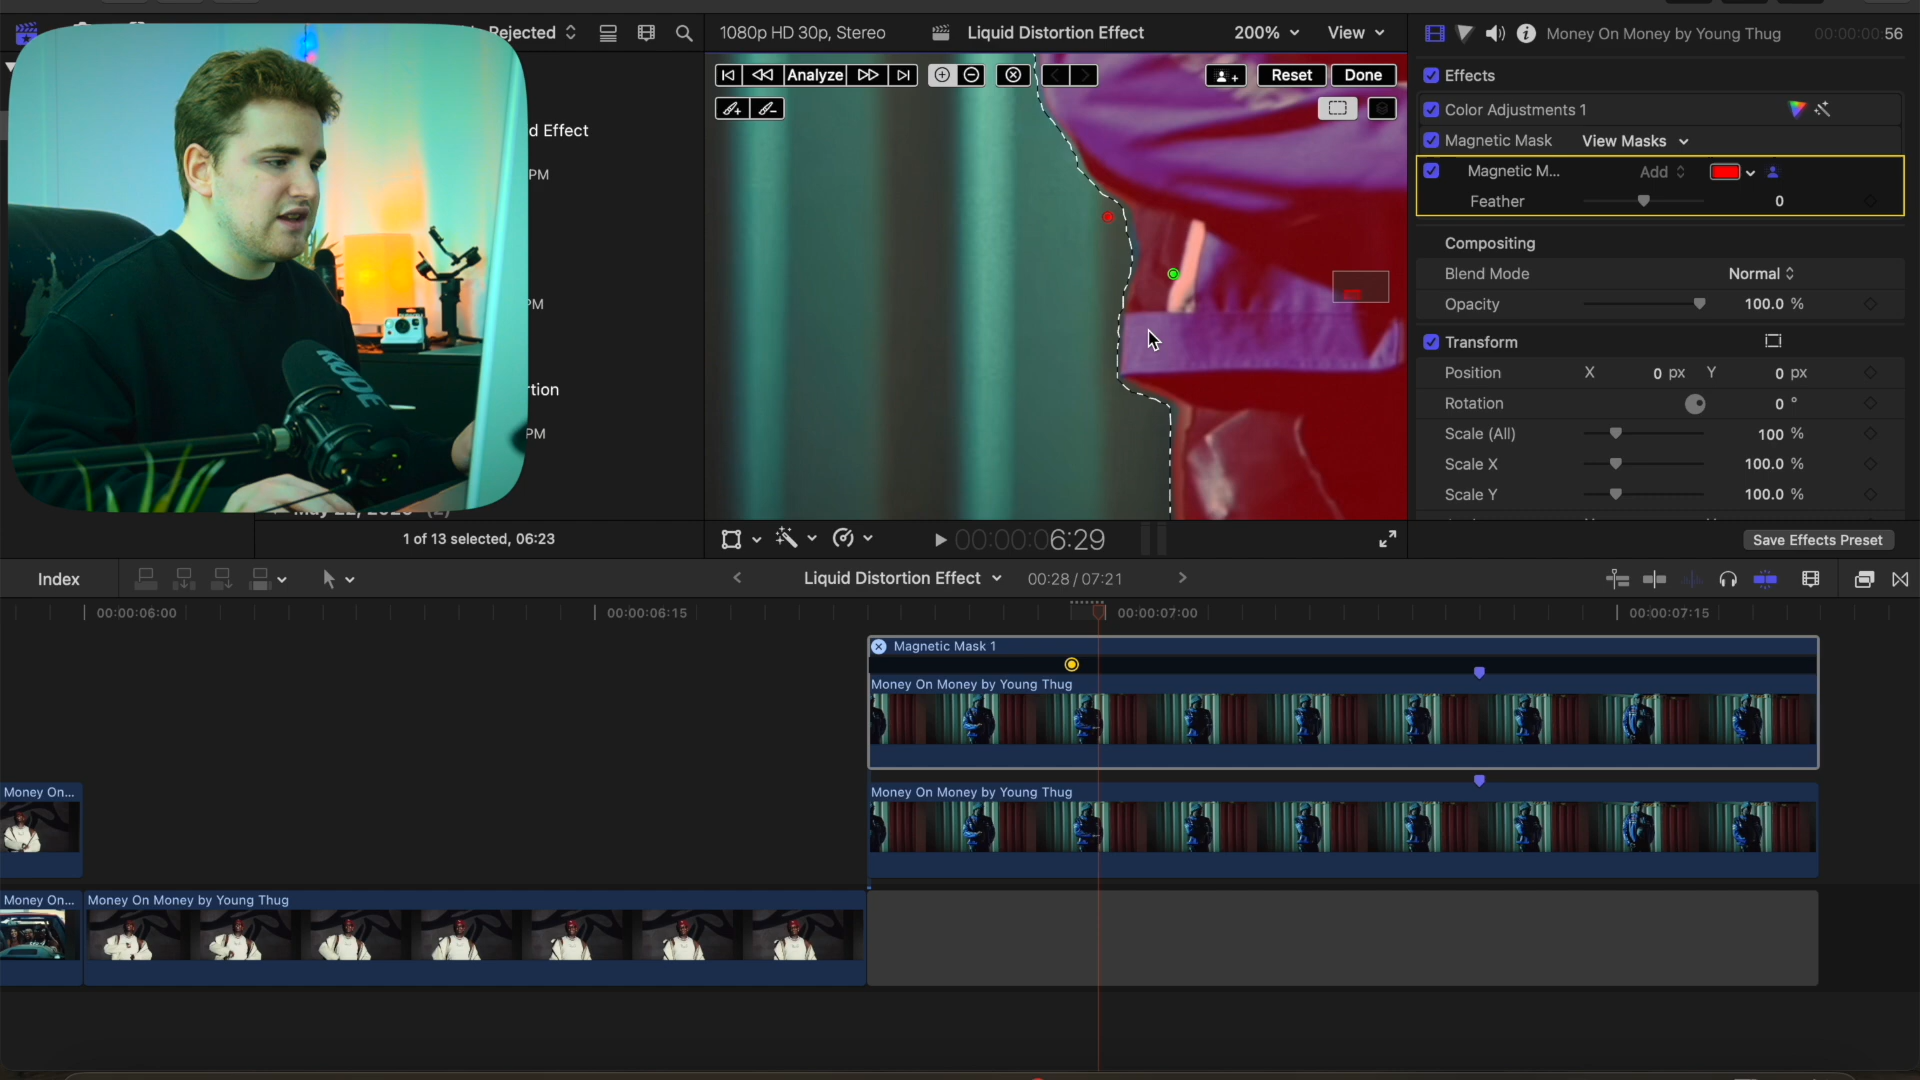 Rejected
1080p HD 30p, Stereo
Liquid Distortion Effect
200%
View
Money On Money by Young Thug
00:00:00:56
Analyze
Reset
Done
Effects
Color Adjustments 1
Magnetic Mask
View Masks
Magnetic M...
Add
Feather
0
Compositing
Blend Mode
Normal
Opacity
100.0 %
Transform
Position
X
0 px
Y
0 px
Rotation
0 °
Scale (All)
100 %
Scale X
100.0 %
Scale Y
100.0 %
Save Effects Preset
d Effect
PM
PM
rtion
PM
RØDE
1 of 13 selected, 06:23
00:00:06:29
Index
Liquid Distortion Effect
00:28 / 07:21
00:00:06:00
00:00:06:15
00:00:07:00
00:00:07:15
Magnetic Mask 1
Money On Money by Young Thug
Money On...
Money On Money by Young Thug
Money On...
Money On Money by Young Thug